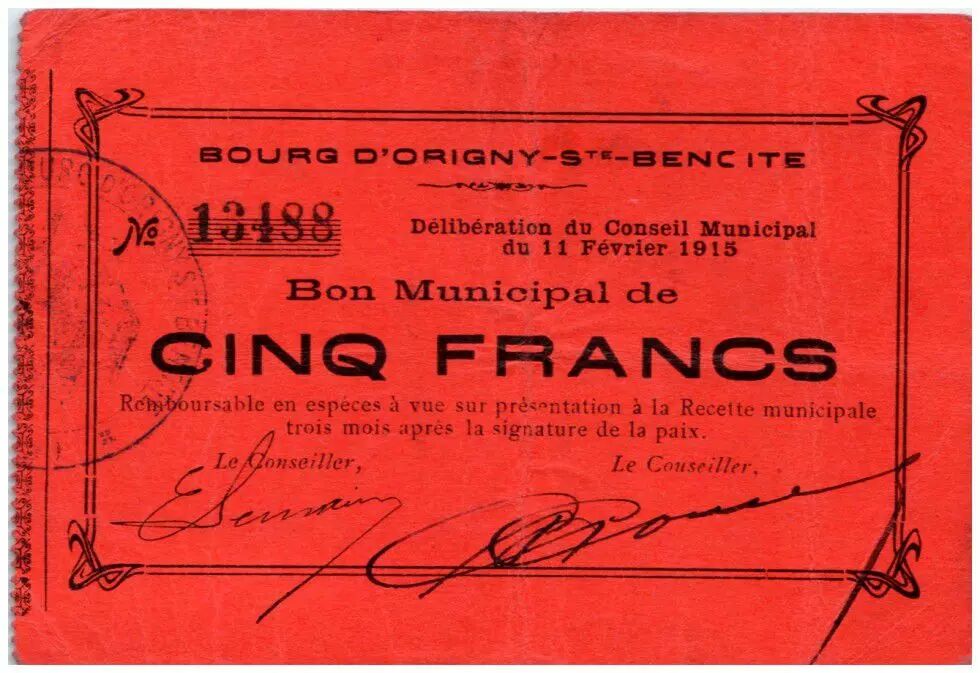 BOURG D'ORIGNY-STE-BENCITE
No 13488
Délibération du Conseil Municipal
du 11 Février 1915
Bon Municipal de
CINQ FRANCS
Remboursable en espéces à vue sur présentation à la Recette municipale
trois mois après la signature de la paix.
Le Conseiller, Le Couseiller,